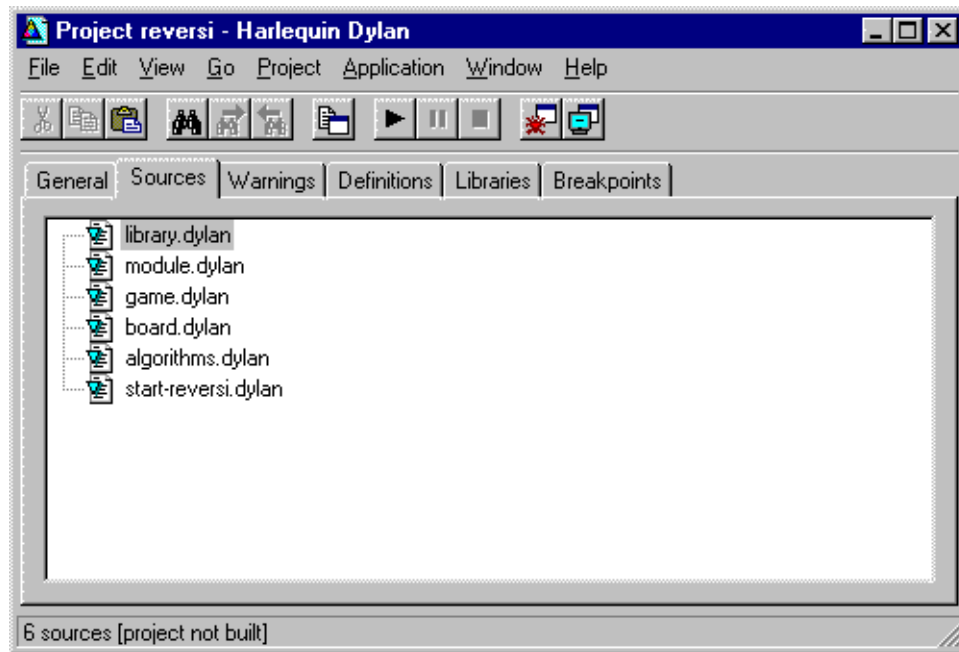 Project reversi - Harlequin Dylan
File Edit View Go Project Application Window Help
General Sources Warnings Definitions Libraries Breakpoints
library.dylan
module.dylan
game.dylan
board.dylan
algorithms.dylan
start-reversi.dylan
6 sources [project not built]